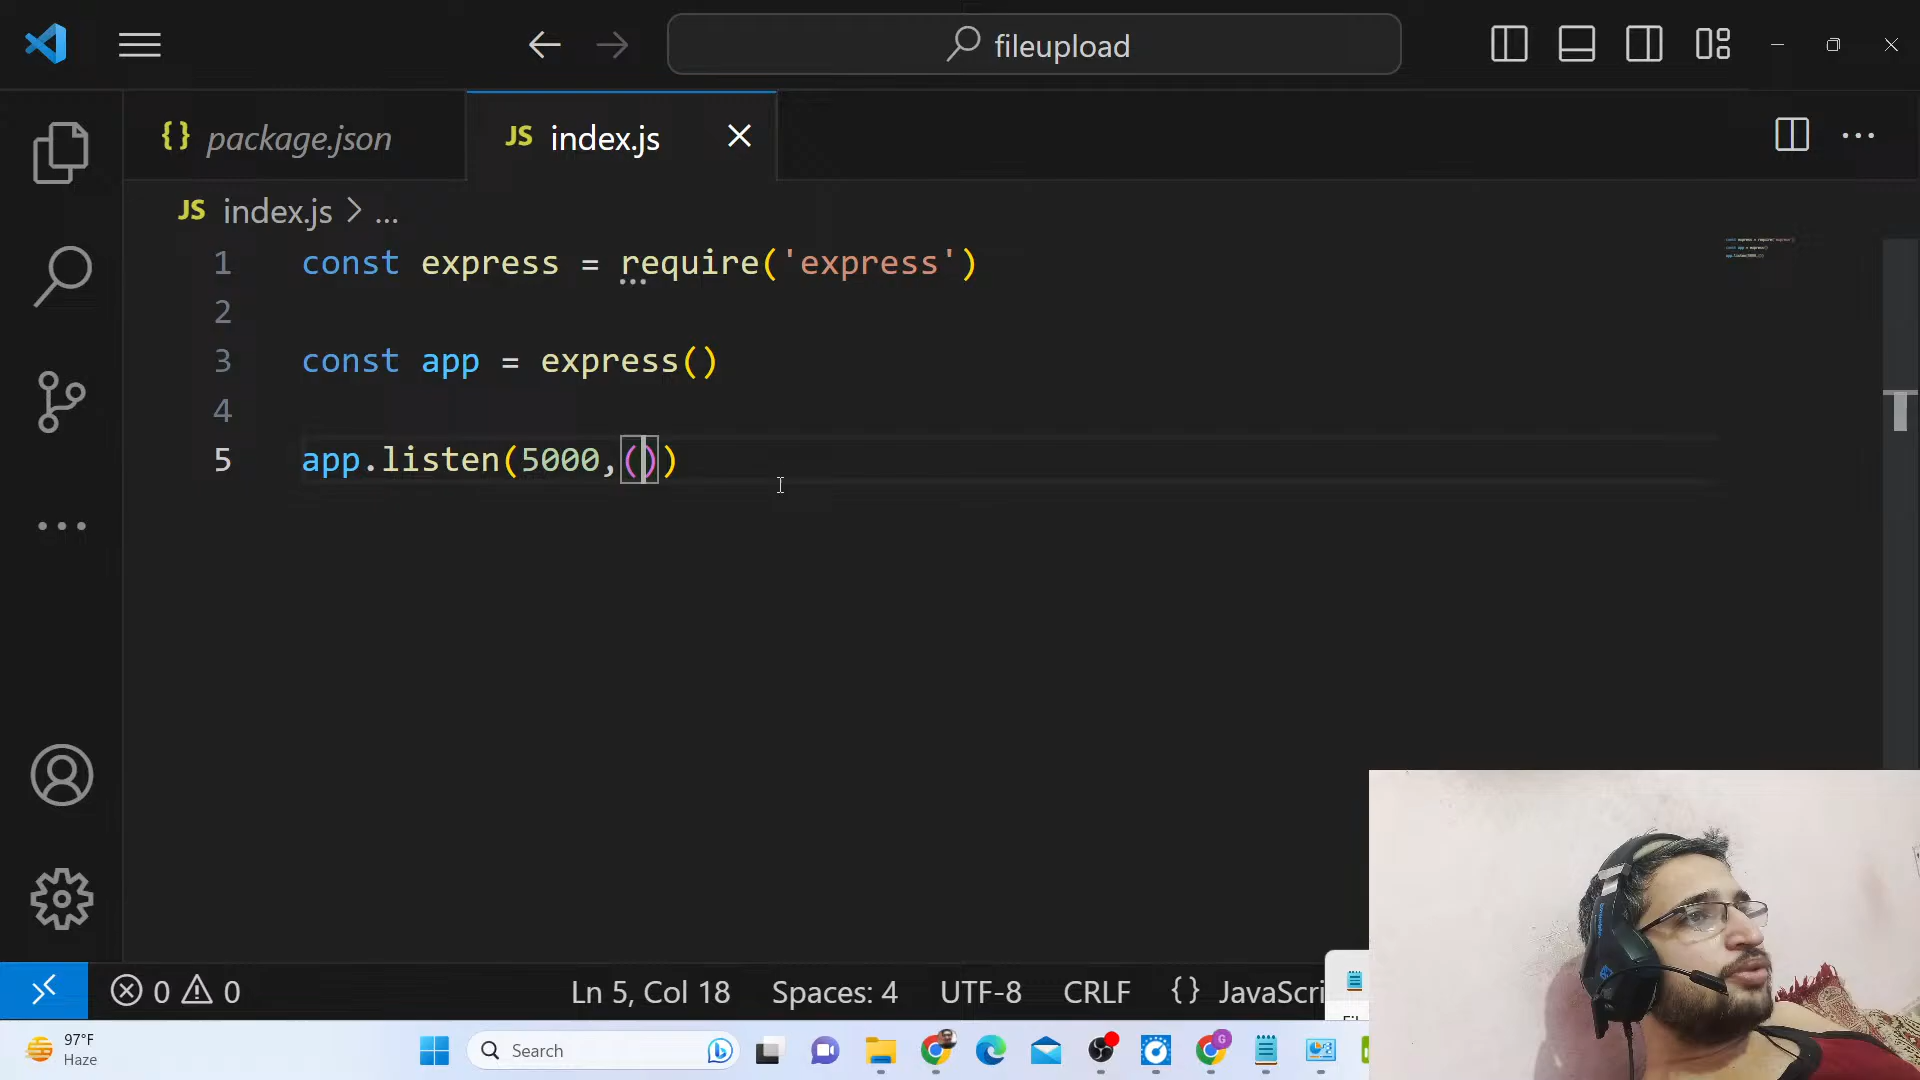 fileupload
package.json
JS index.js
JS index.js > ...
1 const express = require('express')
2
3 const app = express()
4
5 app.listen(5000,())
0 0 Ln 5, Col 18 Spaces: 4 UTF-8 CRLF {} JavaScri
97°F
Haze
Search